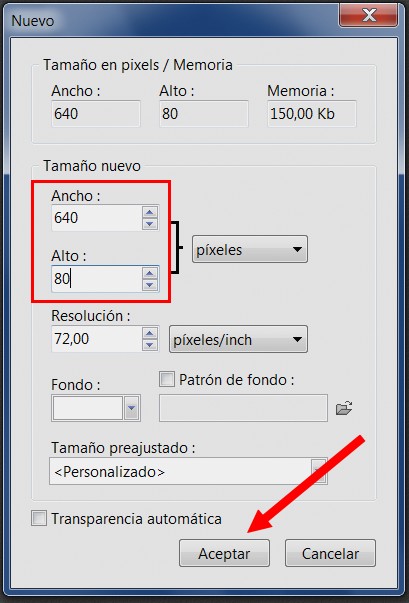 Nuevo
Tamaño en pixels / Memoria
Ancho : Alto : Memoria :
640 80 150,00 Kb
Tamaño nuevo
Ancho :
640
píxeles
Alto :
80
Resolución :
72,00 píxeles/inch
Fondo : Patrón de fondo :
Tamaño preajustado :
<Personalizado>
Transparencia automática
Aceptar Cancelar